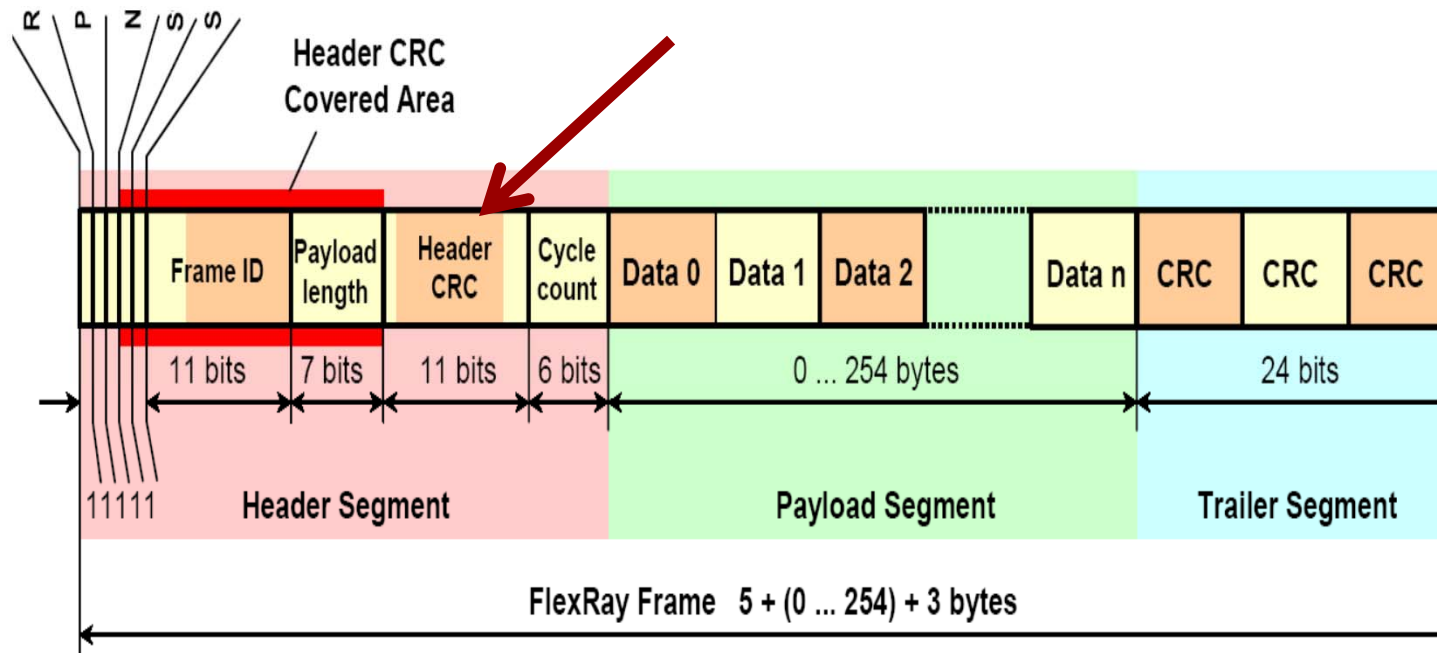 R P N S S
Header CRC
Covered Area
Frame ID
Payload
length
Header
CRC
Cycle
count
Data 0
Data 1
Data 2
Data n
CRC
CRC
CRC
11 bits
7 bits
11 bits
6 bits
0 ... 254 bytes
24 bits
11111
Header Segment
Payload Segment
Trailer Segment
FlexRay Frame 5 + (0 ... 254) + 3 bytes